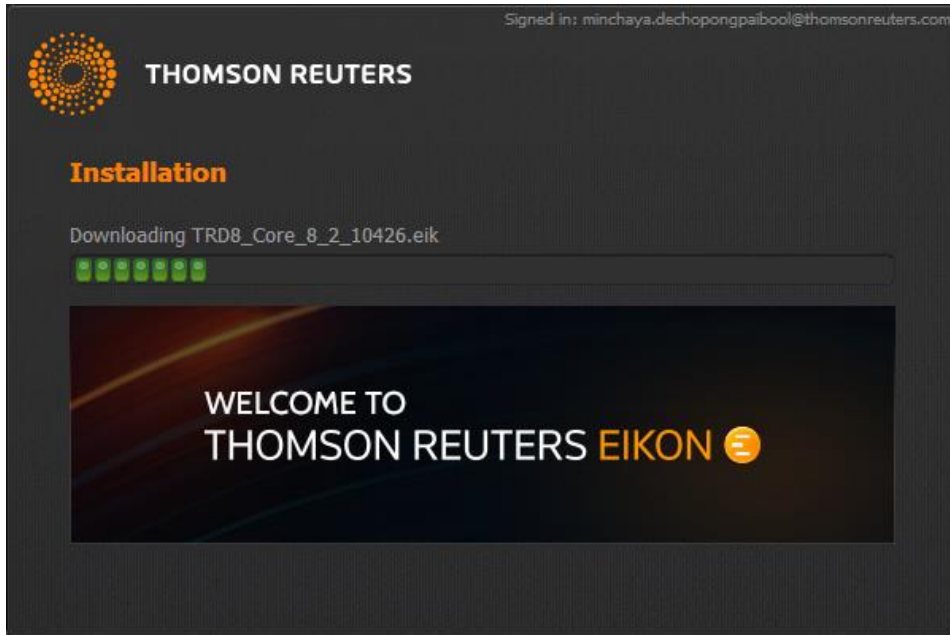 Signed in: minchaya.dechopongpaibool@thomsonreuters.com
THOMSON REUTERS
Installation
Downloading TRD8_Core_8_2_10426.eik
WELCOME TO
THOMSON REUTERS EIKON